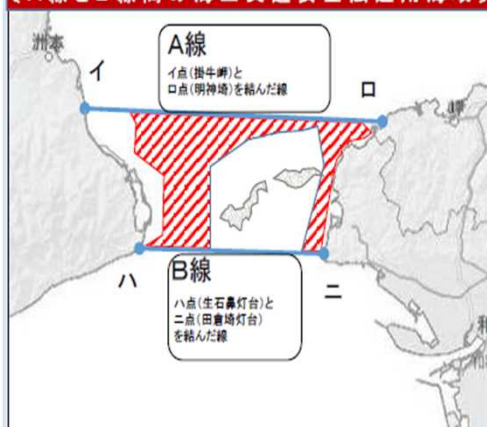 洲本
A線
イ点(掛牛岬)と
ロ点(明神埼)を結んだ線
イ
ロ
岬
ハ
B線
ハ点(生石鼻灯台)と
ニ点(田倉埼灯台)
を結んだ線
ニ